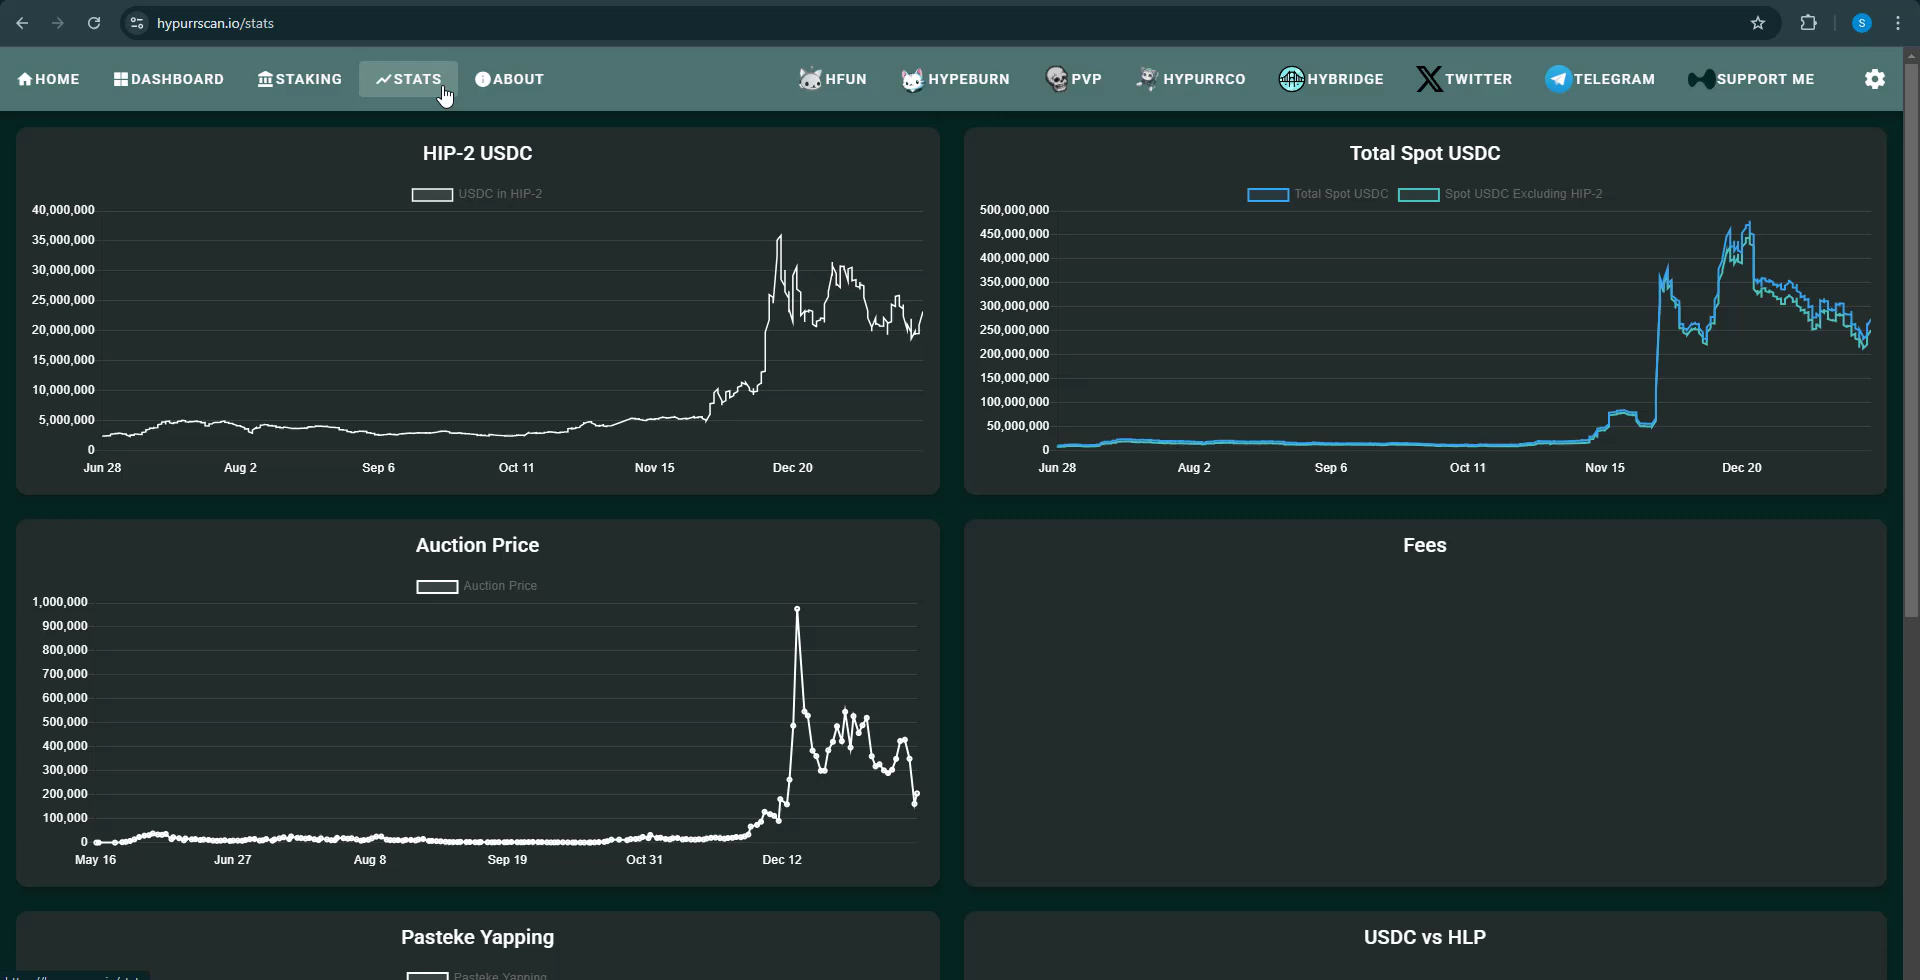 hypurrscan.io/stats
S
HOME
DASHBOARD
STAKING
STATS
ABOUT
HFUN
HYPEBURN
PVP
HYPURRCO
HYBRIDGE
TWITTER
TELEGRAM
SUPPORT ME
HIP-2 USDC
USDC in HIP-2
40,000,000
35,000,000
30,000,000
25,000,000
20,000,000
15,000,000
10,000,000
5,000,000
0
Jun 28 Aug 2 Sep 6 Oct 11 Nov 15 Dec 20
Total Spot USDC
Total Spot USDC Spot USDC Excluding HIP-2
500,000,000
450,000,000
400,000,000
350,000,000
300,000,000
250,000,000
200,000,000
150,000,000
100,000,000
50,000,000
0
Jun 28 Aug 2 Sep 6 Oct 11 Nov 15 Dec 20
Auction Price
Auction Price
1,000,000
900,000
800,000
700,000
600,000
500,000
400,000
300,000
200,000
100,000
0
May 16 Jun 27 Aug 8 Sep 19 Oct 31 Dec 12
Fees
Pasteke Yapping
Pasteke Yapping
USDC vs HLP